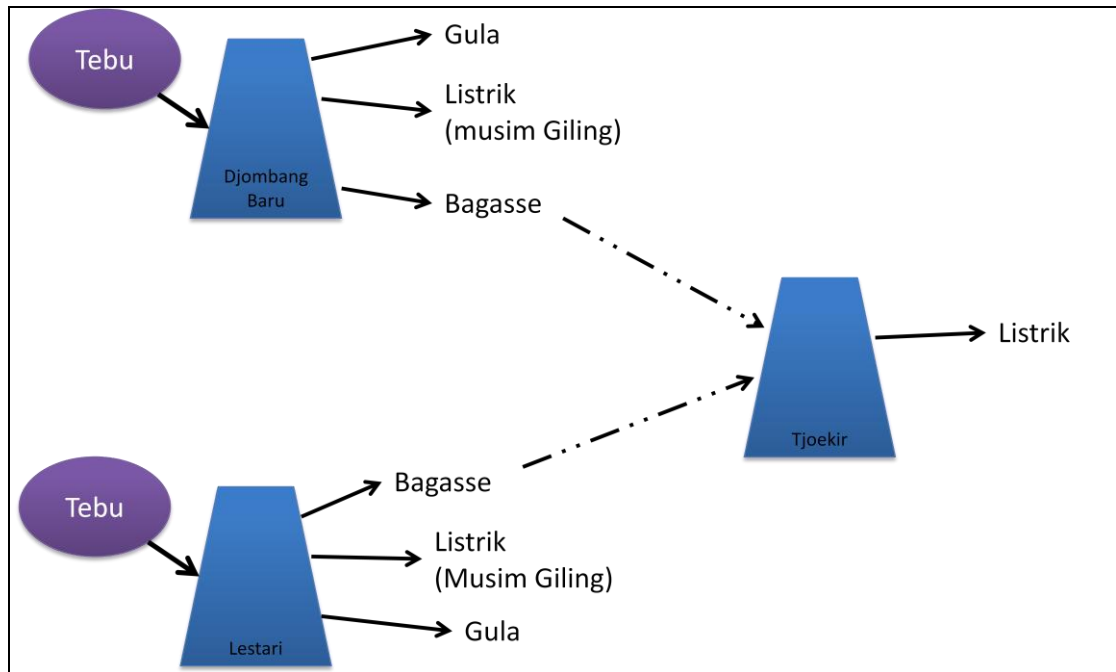 Tebu
Gula
Listrik
(musim Giling)
Djombang
Baru
Bagasse
Listrik
Tjoekir
Bagasse
Tebu
Listrik
(Musim Giling)
Gula
Lestari